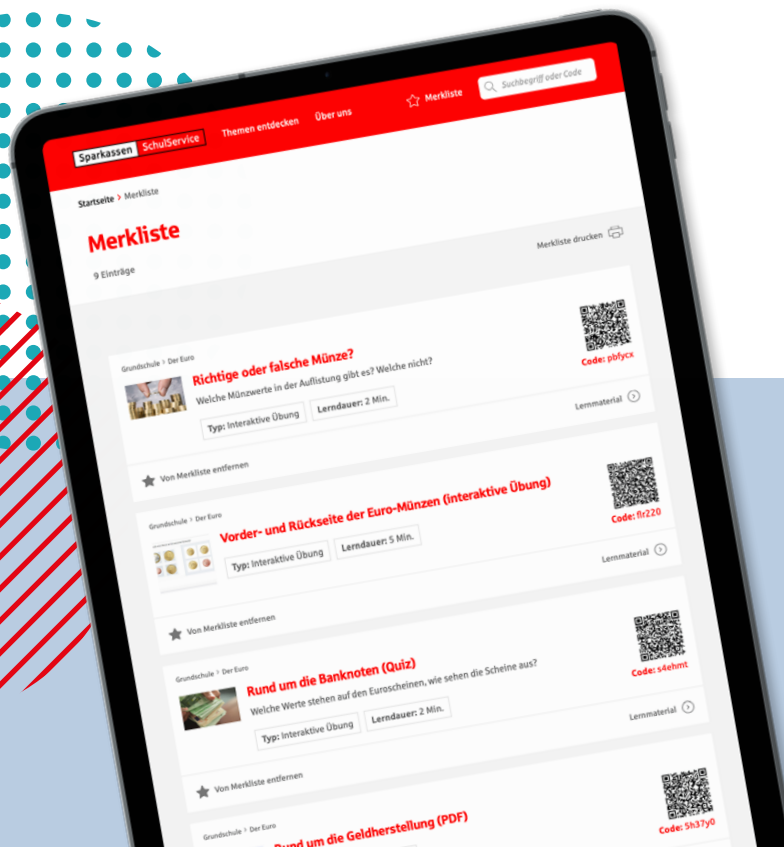 Sparkassen SchulService Themen entdecken Über uns Merkliste Suchbegriff oder Code
Startseite > Merkliste
Merkliste
9 Einträge
Merkliste drucken
Grundschule > Der Euro
Richtige oder falsche Münze?
Welche Münzwerte in der Auflistung gibt es? Welche nicht?
Typ: Interaktive Übung Lerndauer: 2 Min.
Code: pbfycx
Lernmaterial
Von Merkliste entfernen
Grundschule > Der Euro
Vorder- und Rückseite der Euro-Münzen (interaktive Übung)
Typ: Interaktive Übung Lerndauer: 5 Min.
Code: flr220
Lernmaterial
Von Merkliste entfernen
Grundschule > Der Euro
Rund um die Banknoten (Quiz)
Welche Werte stehen auf den Euroscheinen, wie sehen die Scheine aus?
Typ: Interaktive Übung Lerndauer: 2 Min.
Code: s4ehmt
Lernmaterial
Von Merkliste entfernen
Grundschule > Der Euro
Rund um die Geldherstellung (PDF)
Code: 5h37y0